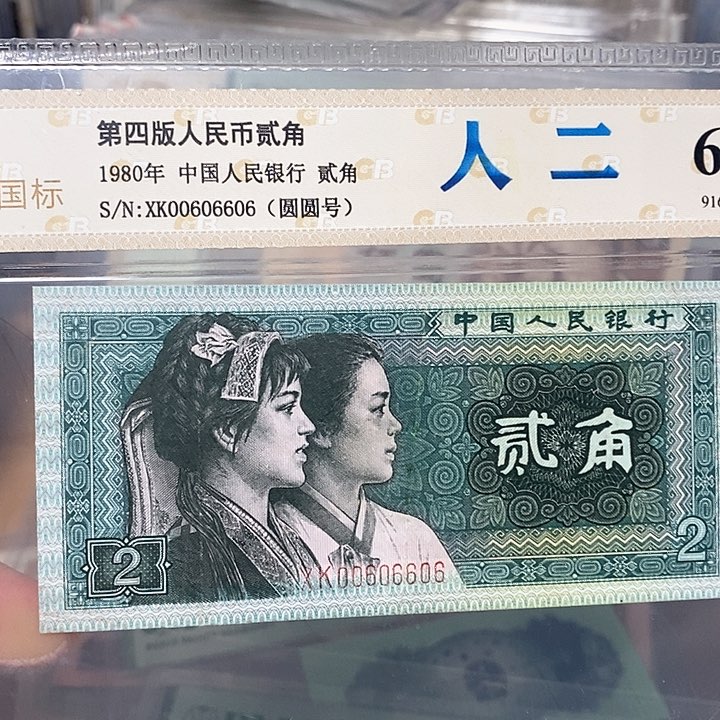 第四版人民币贰角
1980年 中国人民银行 贰角
S/N:XK00606606（圆圆号）
国标
人二
6
916
中国人民银行
贰角
2
2
XK00606606